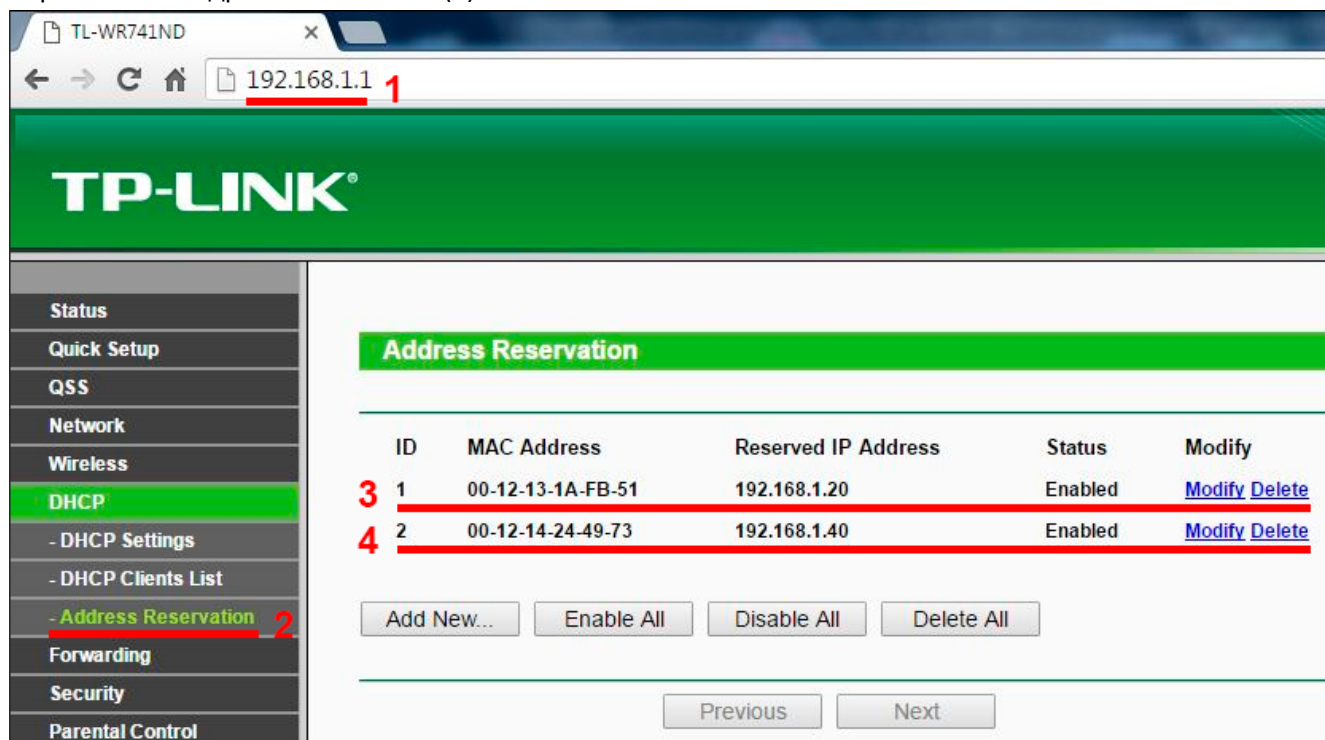 TL-WR741ND ×
192.168.1.1 1
TP-LINK®
Status
Quick Setup
QSS
Network
Wireless
DHCP
- DHCP Settings
- DHCP Clients List
- Address Reservation 2
Forwarding
Security
Parental Control
Address Reservation
ID MAC Address Reserved IP Address Status Modify
3 1 00-12-13-1A-FB-51 192.168.1.20 Enabled Modify Delete
4 2 00-12-14-24-49-73 192.168.1.40 Enabled Modify Delete
Add New... Enable All Disable All Delete All
Previous Next